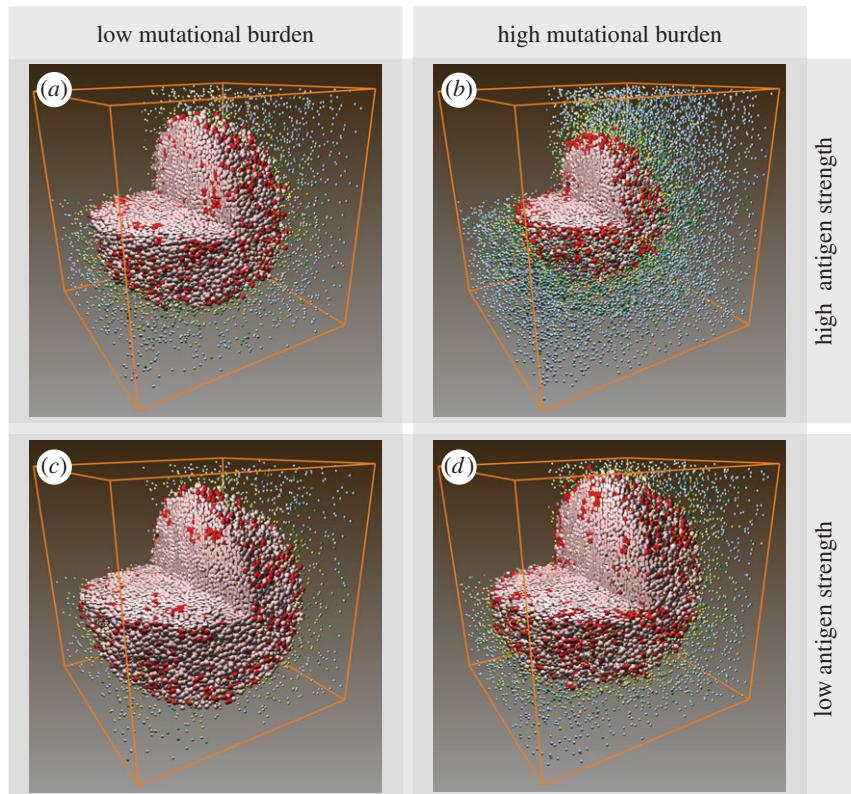 low mutational burden
high mutational burden
(a)
(b)
high antigen strength
(c)
(d)
low antigen strength